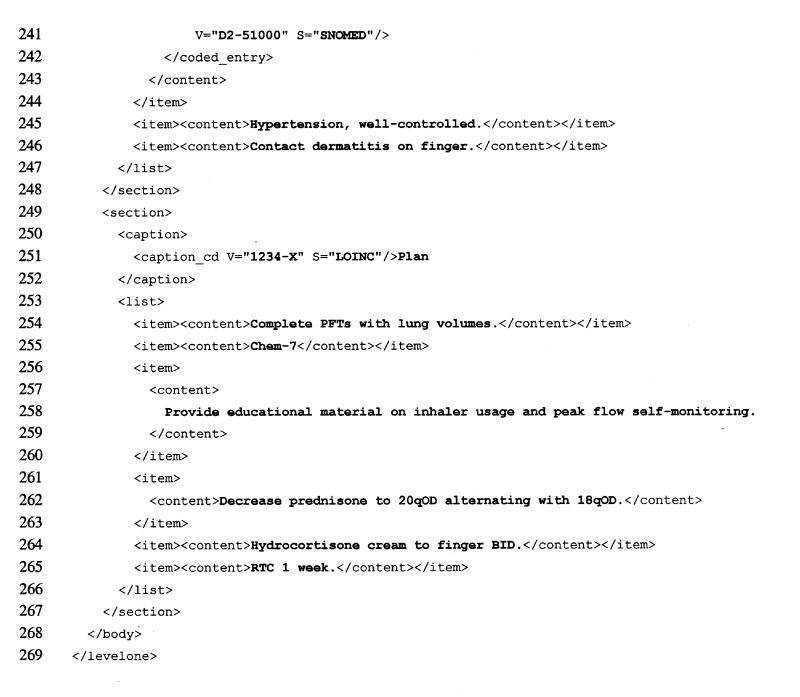 241 V="D2-51000" S="SNOMED"/>
242 </coded_entry>
243 </content>
244 </item>
245 <item><content>Hypertension, well-controlled.</content></item>
246 <item><content>Contact dermatitis on finger.</content></item>
247 </list>
248 </section>
249 <section>
250 <caption>
251 <caption_cd V="1234-X" S="LOINC"/>Plan
252 </caption>
253 <list>
254 <item><content>Complete PFTs with lung volumes.</content></item>
255 <item><content>Chem-7</content></item>
256 <item>
257 <content>
258 Provide educational material on inhaler usage and peak flow self-monitoring.
259 </content>
260 </item>
261 <item>
262 <content>Decrease prednisone to 20qOD alternating with 18qOD.</content>
263 </item>
264 <item><content>Hydrocortisone cream to finger BID.</content></item>
265 <item><content>RTC 1 week.</content></item>
266 </list>
267 </section>
268 </body>
269 </levelone>